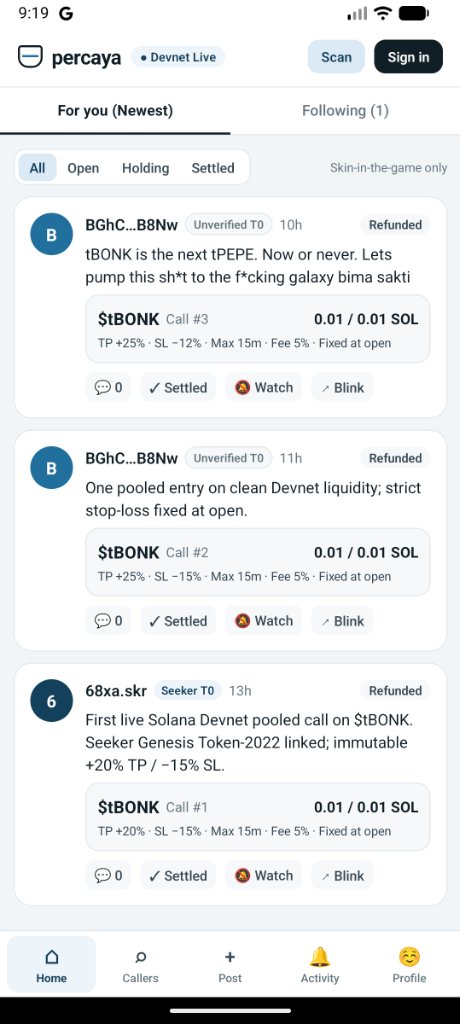 9:19 G
percaya
• Devnet Live
Scan
Sign in
For you (Newest)
Following (1)
All
Open
Holding
Settled
Skin-in-the-game only
B
BGhC...B8Nw
Unverified T0
10h
Refunded
tBONK is the next tPEPE. Now or never. Lets
pump this sh*t to the f*cking galaxy bima sakti
$tBONK Call #3
0.01 / 0.01 SOL
TP +25% · SL −12% · Max 15m · Fee 5% · Fixed at open
0
✓ Settled
Watch
↗ Blink
B
BGhC...B8Nw
Unverified T0
11h
Refunded
One pooled entry on clean Devnet liquidity; strict
stop-loss fixed at open.
$tBONK Call #2
0.01 / 0.01 SOL
TP +25% · SL −15% · Max 15m · Fee 5% · Fixed at open
0
✓ Settled
Watch
↗ Blink
6
68xa.skr
Seeker T0
13h
Refunded
First live Solana Devnet pooled call on $tBONK.
Seeker Genesis Token-2022 linked; immutable
+20% TP / −15% SL.
$tBONK Call #1
0.01 / 0.01 SOL
TP +20% · SL −15% · Max 15m · Fee 5% · Fixed at open
0
✓ Settled
Watch
↗ Blink
Home
Callers
Post
Activity
Profile